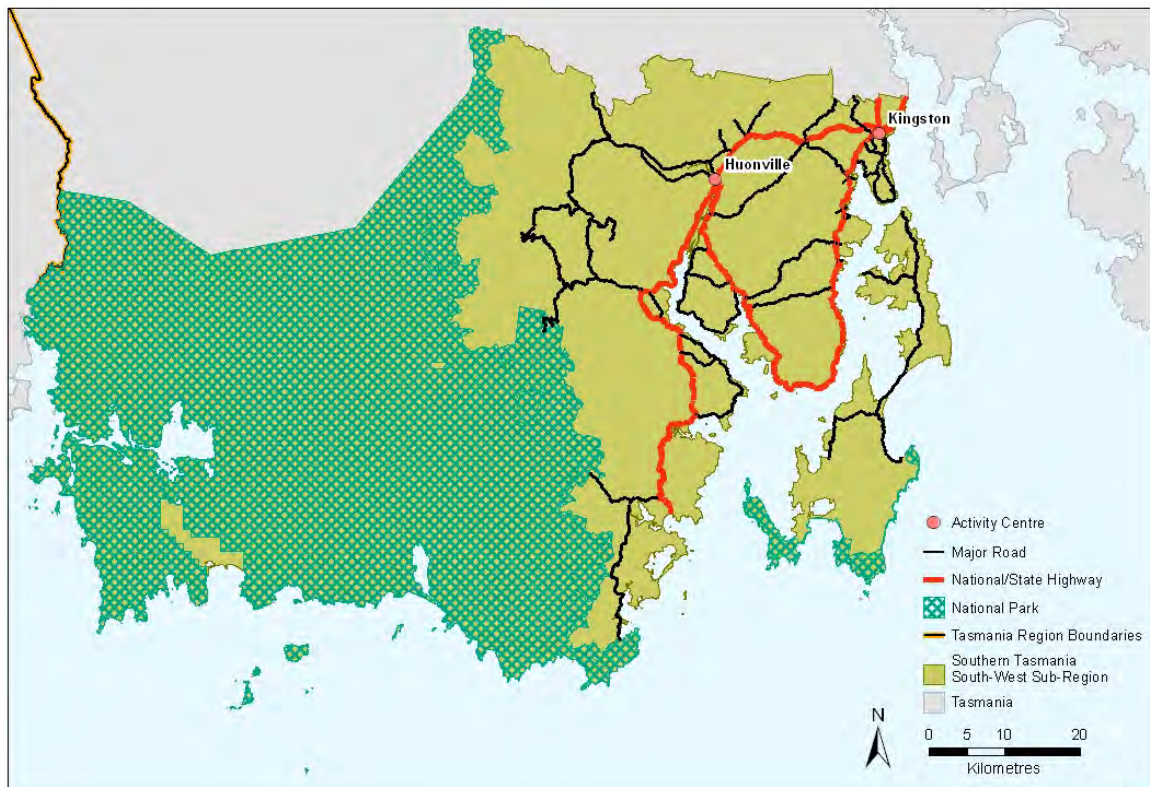 Kingston
Huonville
Activity Centre
Major Road
National/State Highway
National Park
Tasmania Region Boundaries
Southern Tasmania
South-West Sub-Region
Tasmania
N
0 5 10 20
Kilometres